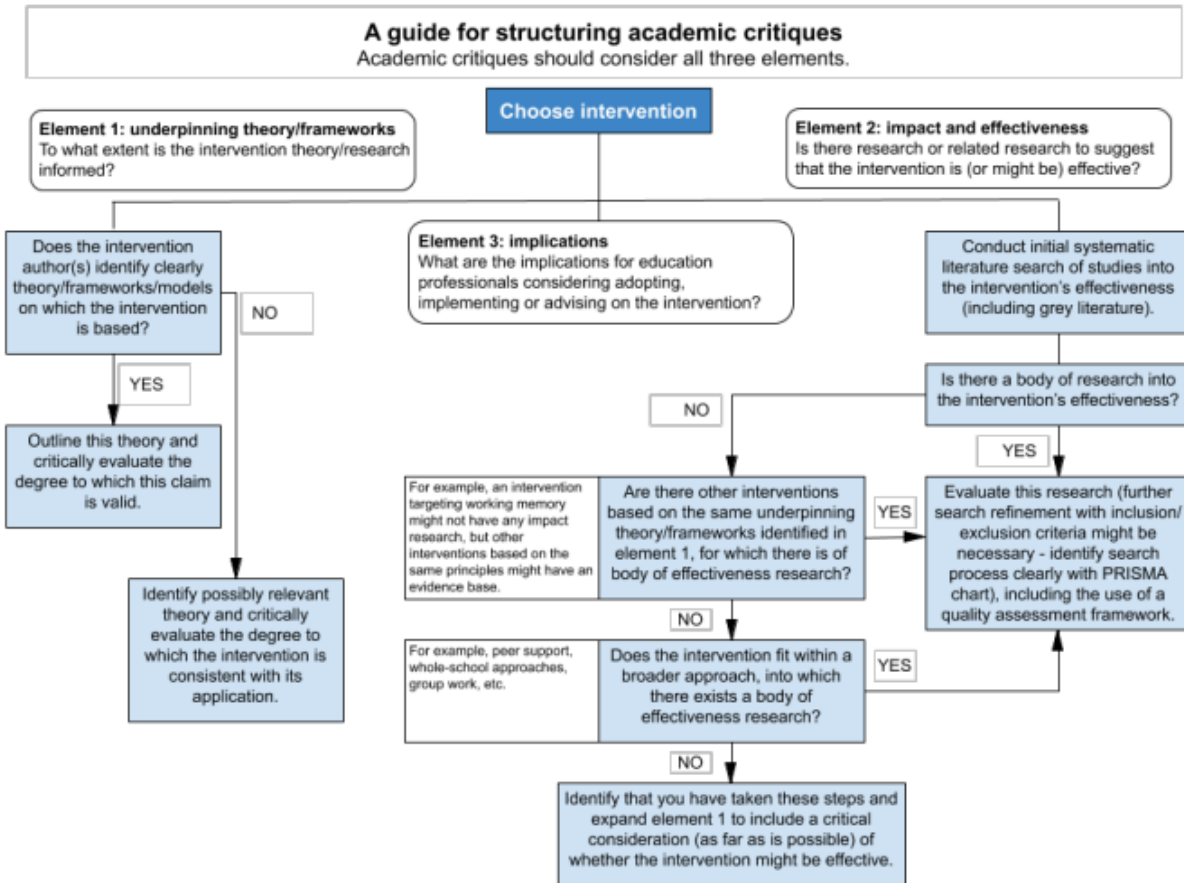 A guide for structuring academic critiques
Academic critiques should consider all three elements.
Choose intervention
Element 1: underpinning theory/frameworks
To what extent is the intervention theory/research
informed?
Element 2: impact and effectiveness
Is there research or related research to suggest
that the intervention is (or might be) effective?
Element 3: implications
What are the implications for education
professionals considering adopting,
implementing or advising on the intervention?
Does the intervention
author(s) identify clearly
theory/frameworks/models
on which the intervention
is based?
NO
YES
Outline this theory and
critically evaluate the
degree to which this claim
is valid.
Identify possibly relevant
theory and critically
evaluate the degree to
which the intervention is
consistent with its
application.
Conduct initial systematic
literature search of studies into
the intervention's effectiveness
(including grey literature).
Is there a body of research into
the intervention's effectiveness?
NO
YES
For example, an intervention
targeting working memory
might not have any impact
research, but other
interventions based on the
same principles might have an
evidence base.
Are there other interventions
based on the same underpinning
theory/frameworks identified in
element 1, for which there is of
body of effectiveness research?
YES
Evaluate this research (further
search refinement with inclusion/
exclusion criteria might be
necessary - identify search
process clearly with PRISMA
chart), including the use of a
quality assessment framework.
NO
For example, peer support,
whole-school approaches,
group work, etc.
Does the intervention fit within a
broader approach, into which
there exists a body of
effectiveness research?
YES
NO
Identify that you have taken these steps and
expand element 1 to include a critical
consideration (as far as is possible) of
whether the intervention might be effective.